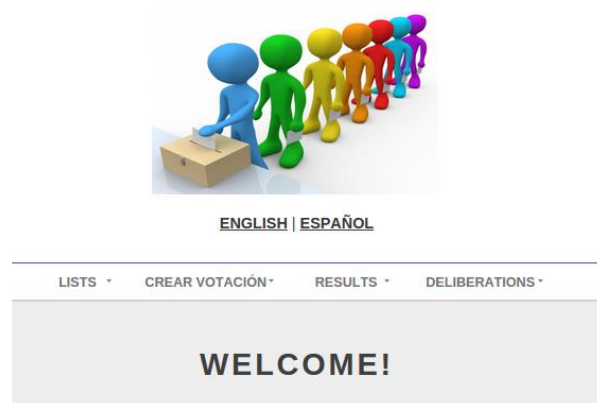 ENGLISH | ESPAÑOL
LISTS CREAR VOTACIÓN RESULTS DELIBERATIONS
WELCOME!